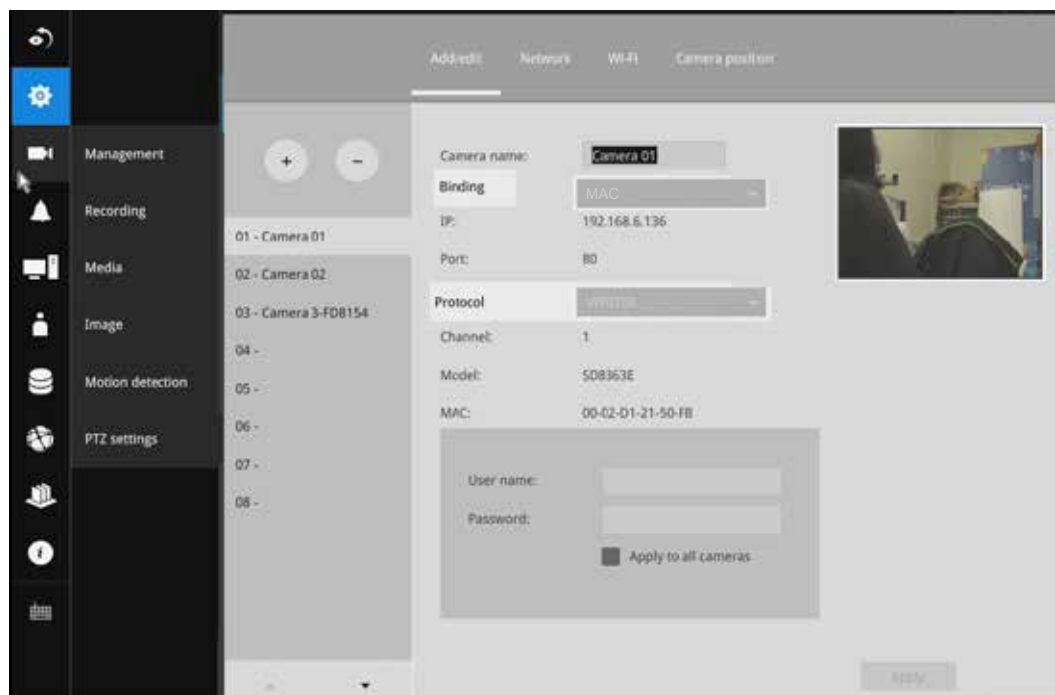 Add/edit Network Wi-Fi Camera position
Management
Recording
Media
Image
Motion detection
PTZ settings
+ -
01 - Camera 01
02 - Camera 02
03 - Camera 3-FD8154
04 -
05 -
06 -
07 -
08 -
Camera name: Camera 01
Binding MAC
IP: 192.168.6.136
Port: 80
Protocol
Channel: 1
Model: SD8363E
MAC: 00-02-D1-21-50-FB
User name:
Password:
Apply to all cameras
Apply